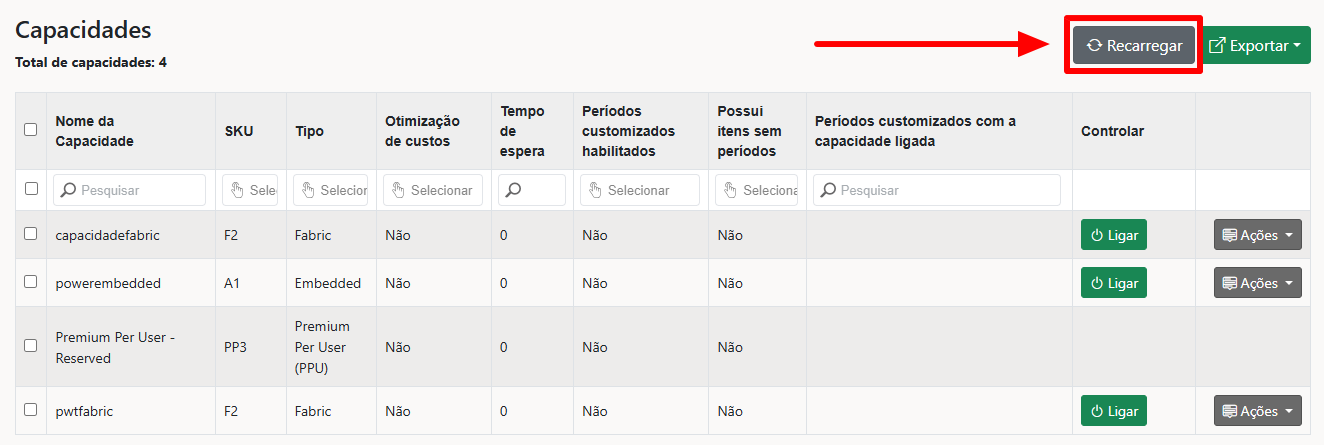 Capacidades
Total de capacidades: 4
Recarregar
Exportar
Nome da Capacidade
SKU
Tipo
Otimização de custos
Tempo de espera
Períodos customizados habilitados
Possui itens sem períodos
Períodos customizados com a capacidade ligada
Controlar
Pesquisar
Sele
Selecior
Selecionar
Selecionar
Seleciona
Pesquisar
capacidadefabric F2 Fabric Não 0 Não Não Ligar Ações
powerembedded A1 Embedded Não 0 Não Não Ligar Ações
Premium Per User - Reserved PP3 Premium Per User (PPU) Não 0 Não Não
pwtfabric F2 Fabric Não 0 Não Não Ligar Ações